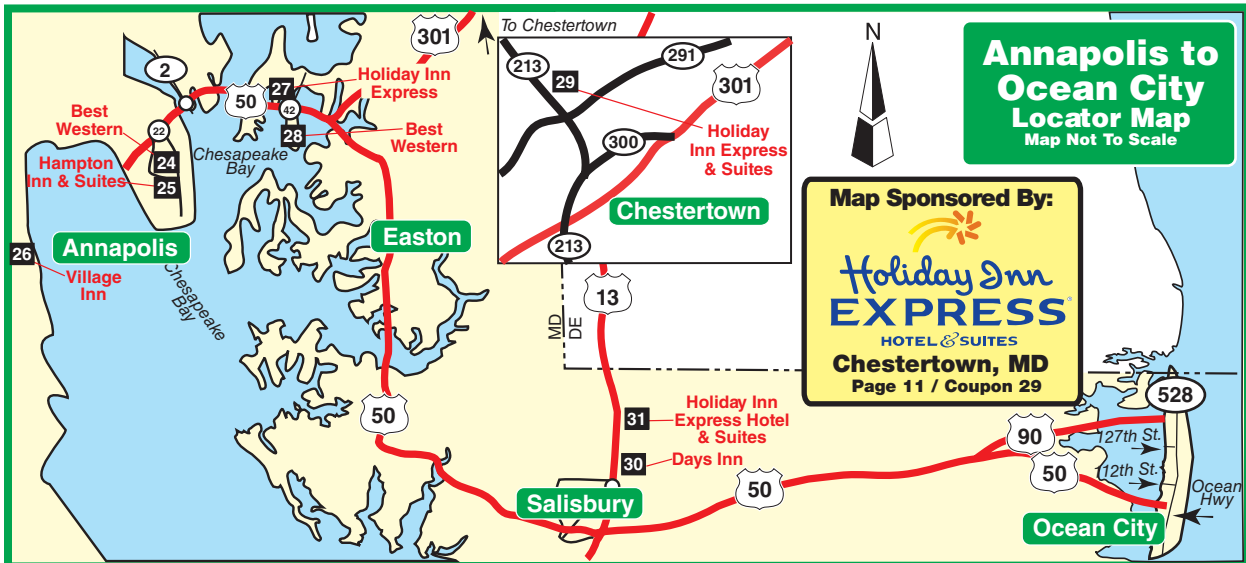 To Chestertown
301
N
Annapolis to
Ocean City
Locator Map
Map Not To Scale
213
291
301
29
300
Holiday
Inn Express
& Suites
Chestertown
213
2
50
27
Holiday Inn
Express
42
22
28
Best
Western
Best
Western
24
Hampton
Inn & Suites
25
Chesapeake
Bay
Annapolis
26
Village
Inn
Chesapeake
Bay
Easton
50
13
MD
DE
Map Sponsored By:
Holiday Inn
EXPRESS®
HOTEL & SUITES
Chestertown, MD
Page 11 / Coupon 29
31
Holiday Inn
Express Hotel
& Suites
30
Days Inn
Salisbury
50
90
50
528
127th St.
112th St.
Ocean
Hwy
Ocean City